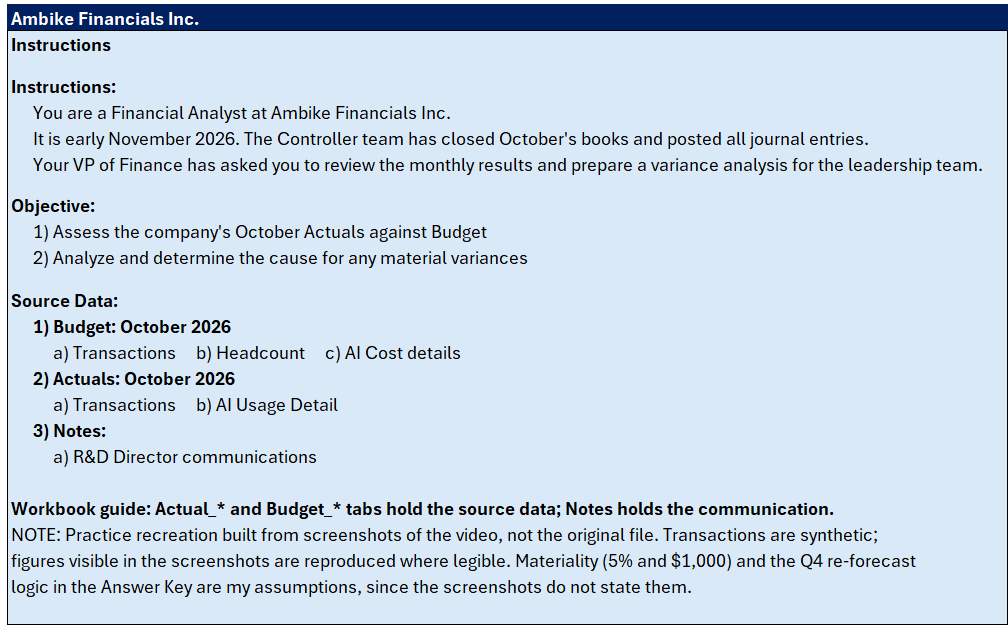 Ambike Financials Inc.
Instructions
Instructions:
You are a Financial Analyst at Ambike Financials Inc.
It is early November 2026. The Controller team has closed October's books and posted all journal entries.
Your VP of Finance has asked you to review the monthly results and prepare a variance analysis for the leadership team.
Objective:
1) Assess the company's October Actuals against Budget
2) Analyze and determine the cause for any material variances
Source Data:
1) Budget: October 2026
a) Transactions b) Headcount c) AI Cost details
2) Actuals: October 2026
a) Transactions b) AI Usage Detail
3) Notes:
a) R&D Director communications
Workbook guide: Actual_* and Budget_* tabs hold the source data; Notes holds the communication.
NOTE: Practice recreation built from screenshots of the video, not the original file. Transactions are synthetic;
figures visible in the screenshots are reproduced where legible. Materiality (5% and $1,000) and the Q4 re-forecast
logic in the Answer Key are my assumptions, since the screenshots do not state them.